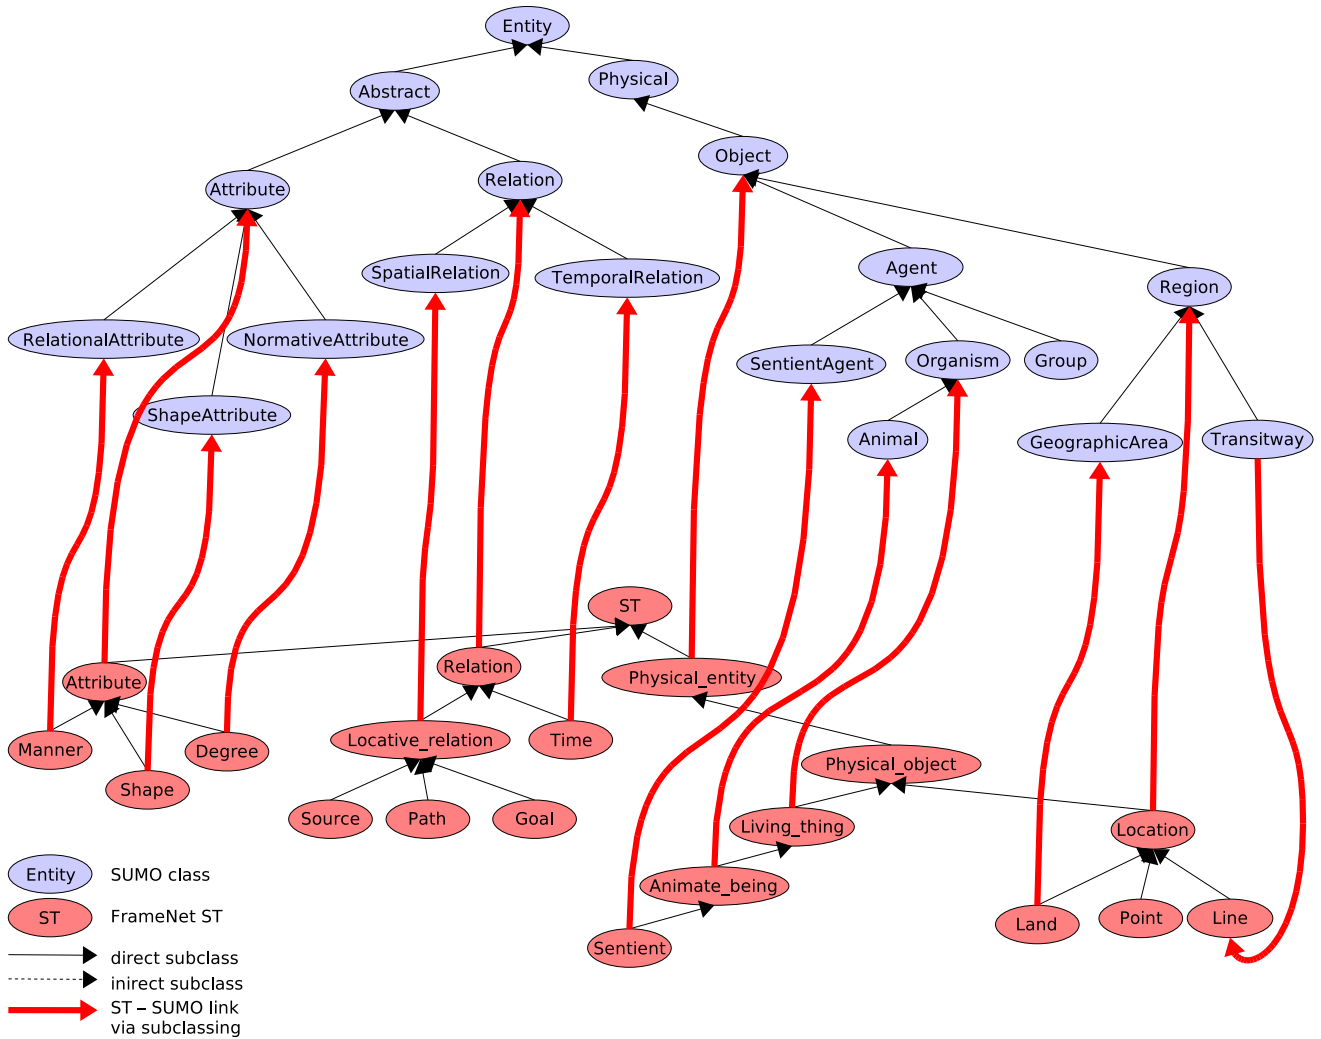 Entity
Physical
Abstract
Object
Relation
Attribute
Agent
SpatialRelation
TemporalRelation
Region
RelationalAttribute
NormativeAttribute
SentientAgent
Organism
Group
ShapeAttribute
Animal
GeographicArea
Transitway
ST
Relation
Attribute
Physical_entity
Manner
Degree
Locative_relation
Time
Physical_object
Shape
Source
Path
Goal
Living_thing
Location
Entity
SUMO class
Animate_being
ST
FrameNet ST
Land
Point
Line
Sentient
direct subclass
inirect subclass
ST – SUMO link
via subclassing